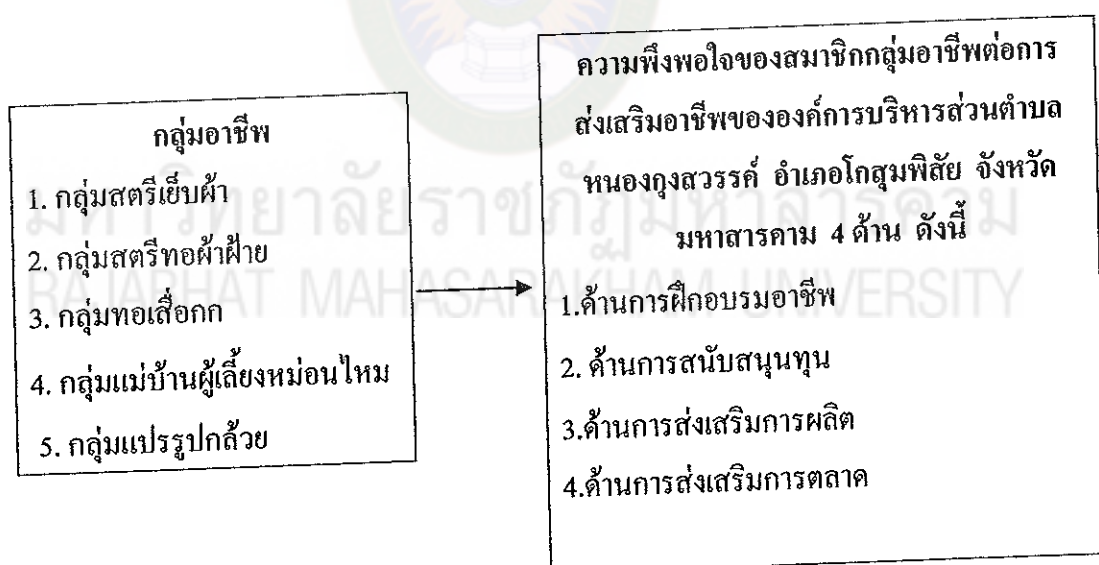 กลุ่มอาชีพ
1. กลุ่มสตรีเย็บผ้า
2. กลุ่มสตรีทอผ้าฝ้าย
3. กลุ่มทอเสื่อกก
4. กลุ่มแม่บ้านผู้เลี้ยงหม่อนไหม
5. กลุ่มแปรรูปกล้วย
ความพึงพอใจของสมาชิกกลุ่มอาชีพต่อการ
ส่งเสริมอาชีพขององค์การบริหารส่วนตำบล
หนองกุงสวรรค์ อำเภอโกสุมพิสัย จังหวัด
มหาสารคาม 4 ด้าน ดังนี้
1.ด้านการฝึกอบรมอาชีพ
2. ด้านการสนับสนุนทุน
3.ด้านการส่งเสริมการผลิต
4.ด้านการส่งเสริมการตลาด
มหาวิทยาลัยราชภัฏมหาสารคาม
RAJABHAT MAHASARAKHAM UNIVERSITY